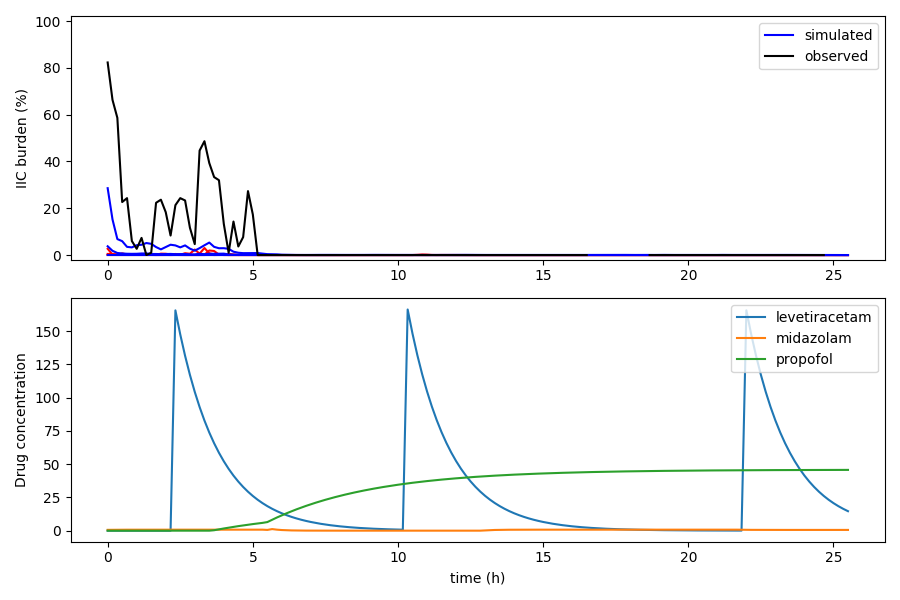 IIC burden (%)
100
80
60
40
20
0
simulated
observed
0 5 10 15 20 25
Drug concentration
150
125
100
75
50
25
0
levetiracetam
midazolam
propofol
0 5 10 15 20 25
time (h)